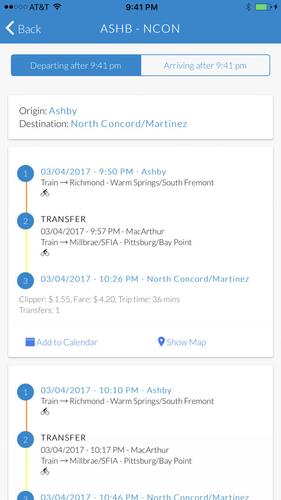 AT&T 9:41 PM
Back ASHB - NCON
Departing after 9:41 pm Arriving after 9:41 pm
Origin: Ashby
Destination: North Concord/Martinez
1 03/04/2017 - 9:50 PM - Ashby
Train → Richmond - Warm Springs/South Fremont
2 TRANSFER
03/04/2017 - 9:57 PM - MacArthur
Train → Millbrae/SFIA - Pittsburg/Bay Point
3 03/04/2017 - 10:26 PM - North Concord/Martinez
Clipper: $ 1.55, Fare: $ 4.20, Trip time: 36 mins
Transfers: 1
Add to Calendar Show Map
1 03/04/2017 - 10:10 PM - Ashby
Train → Richmond - Warm Springs/South Fremont
2 TRANSFER
03/04/2017 - 10:17 PM - MacArthur
Train → Millbrae/SFIA - Pittsburg/Bay Point
3 03/04/2017 - 10:46 PM - North Concord/Martinez